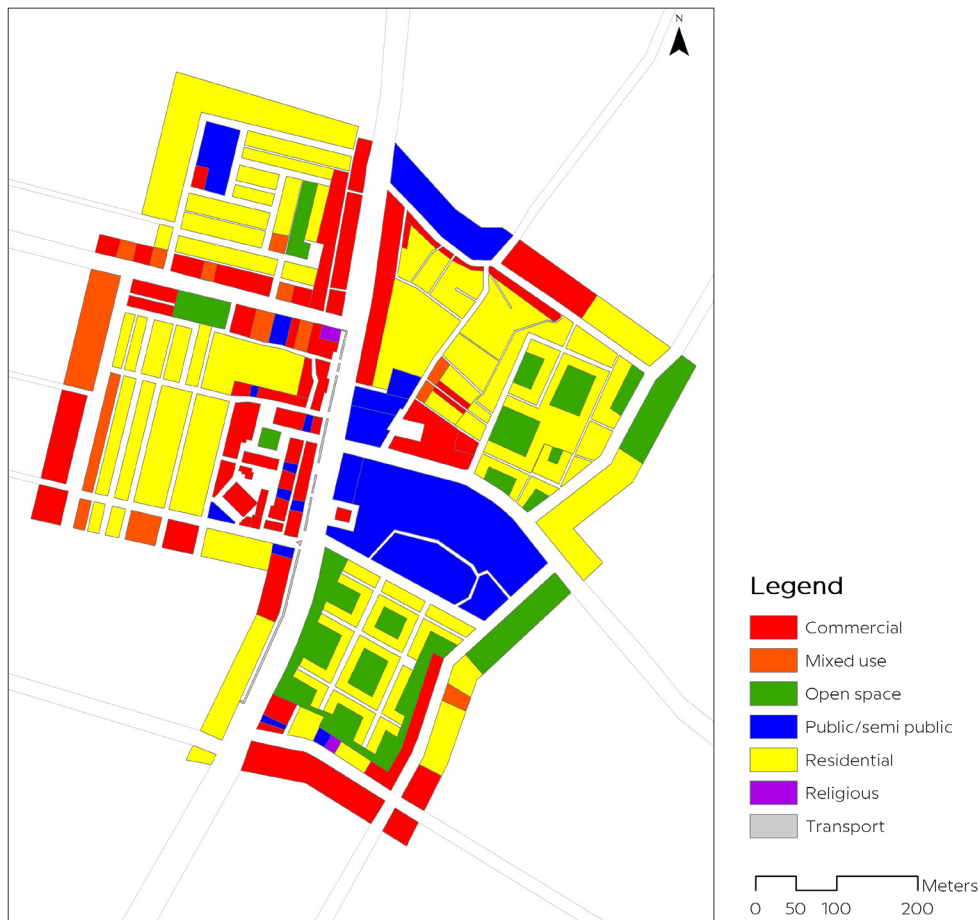 N
Legend
Commercial
Mixed use
Open space
Public/semi public
Residential
Religious
Transport
Meters
0 50 100 200